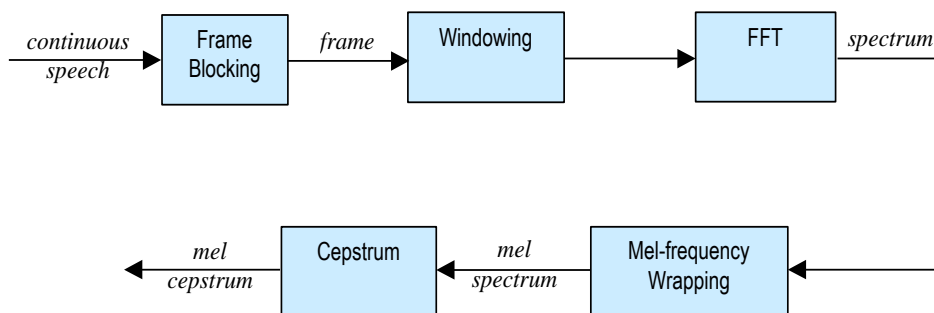 continuous
speech
Frame
Blocking
frame
Windowing
FFT
spectrum
mel
cepstrum
Cepstrum
mel
spectrum
Mel-frequency
Wrapping